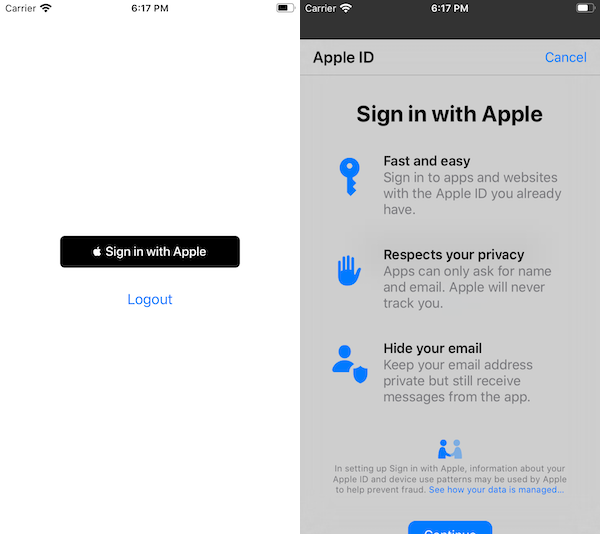 Carrier 6:17 PM
Sign in with Apple
Logout
Carrier 6:17 PM
Apple ID Cancel
Sign in with Apple
Fast and easy
Sign in to apps and websites
with the Apple ID you already
have.
Respects your privacy
Apps can only ask for name
and email. Apple will never
track you.
Hide your email
Keep your email address
private but still receive
messages from the app.
In setting up Sign in with Apple, information about your
Apple ID and device use patterns may be used by Apple
to help prevent fraud. See how your data is managed...
Continue